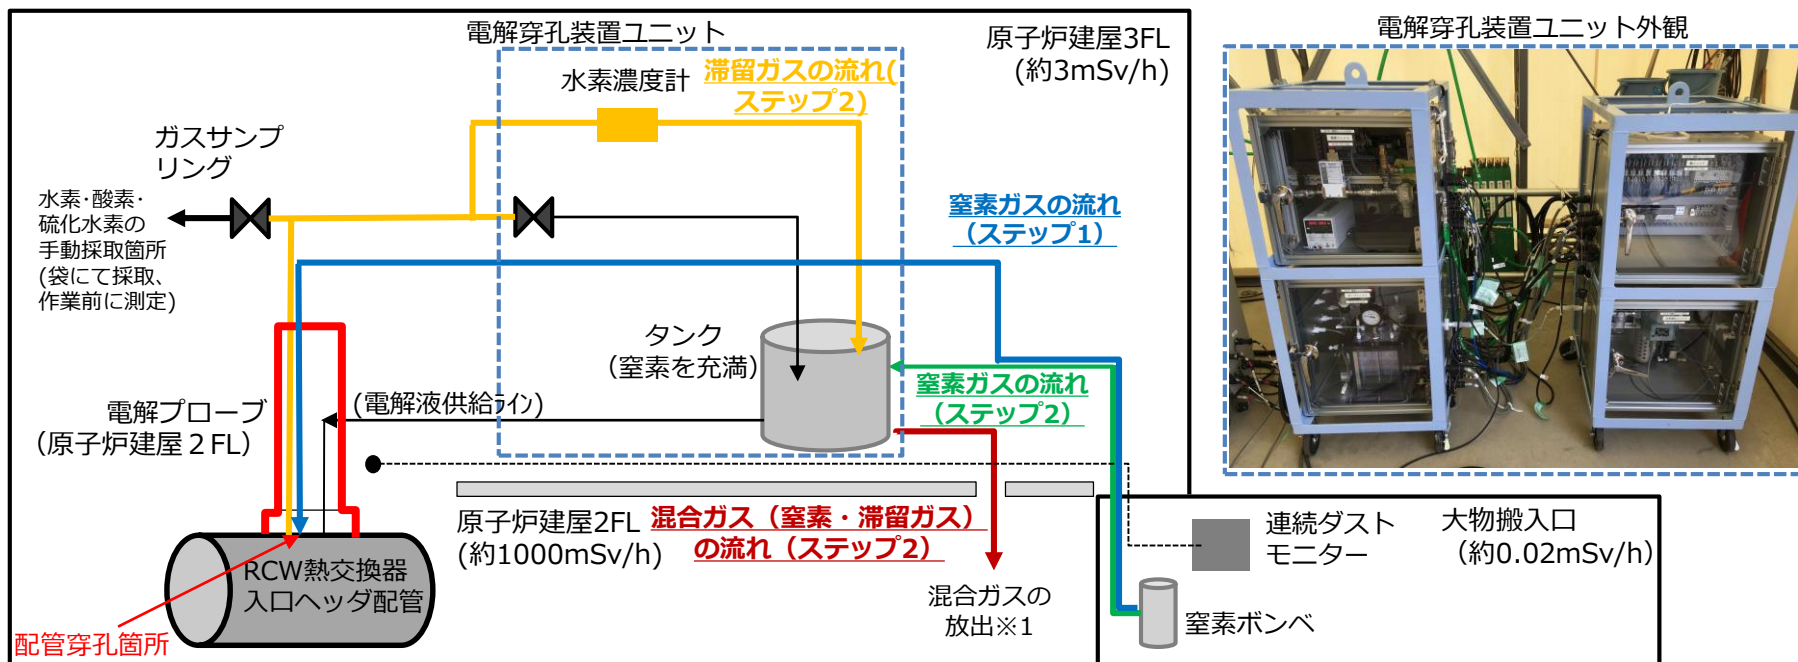 電解穿孔装置ユニット
原子炉建屋3FL
(約3mSv/h)
電解穿孔装置ユニット外観
水素濃度計
滞留ガスの流れ(
ステップ2)
ガスサンプ
リング
水素・酸素・
硫化水素の
手動採取箇所
(袋にて採取、
作業前に測定)
窒素ガスの流れ
（ステップ1）
タンク
（窒素を充満）
窒素ガスの流れ
（ステップ2）
電解プローブ
（原子炉建屋２FL）
(電解液供給ﾗｲﾝ)
原子炉建屋2FL
(約1000mSv/h)
混合ガス（窒素・滞留ガス）
の流れ（ステップ2）
連続ダスト
モニター
大物搬入口
（約0.02mSv/h）
RCW熱交換器
入口ヘッダ配管
混合ガスの
放出※1
窒素ボンベ
配管穿孔箇所